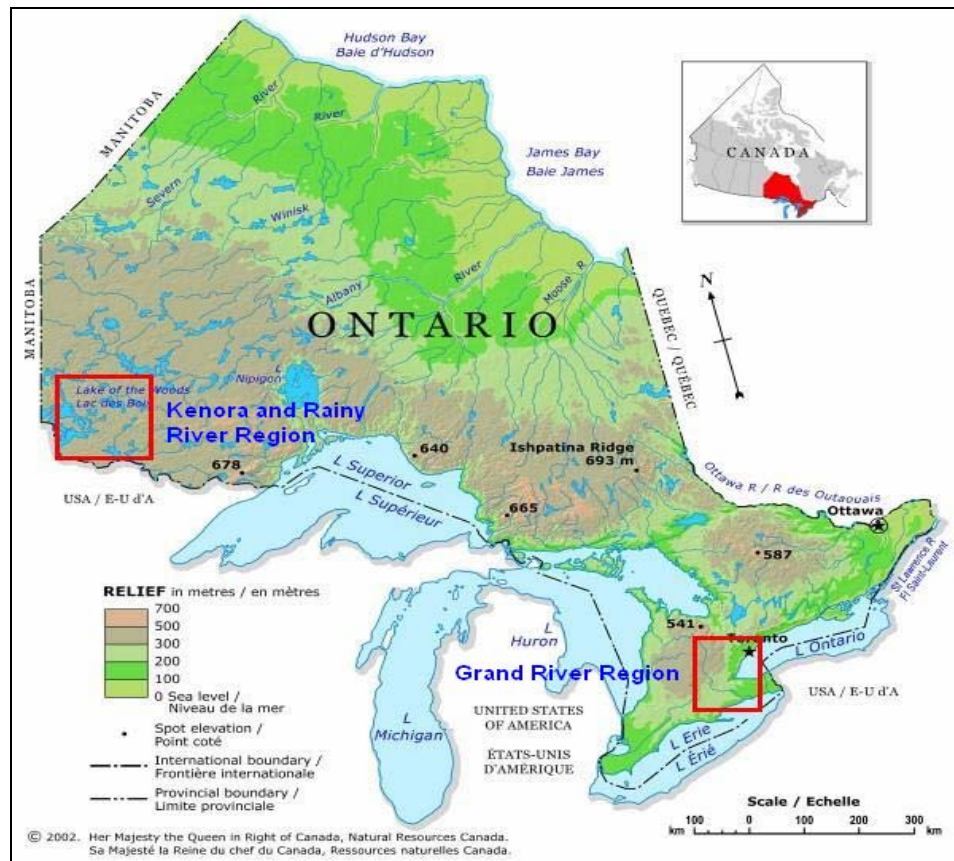 Hudson Bay
Baie d'Hudson
MANITOBA
River
River
James Bay
Baie James
CANADA
Severn
Winisk
MANITOBA
Albany
River
Moose R
N
QUEBEC / QUÉBEC
ONTARIO
L
Nipigon
Lake of the Woods
Lac des Bois
Kenora and Rainy
River Region
678
640
Ishpatina Ridge
693 m
USA / E-U d'A
L Superior
L Supérieur
665
Ottawa R / R des Outaouais
Ottawa
587
St Lawrence R
Fl Saint-Laurent
RELIEF in metres / en mètres
700
500
300
200
100
0 Sea level /
Niveau de la mer
Spot elevation /
Point coté
International boundary /
Frontière internationale
Provincial boundary /
Limite provinciale
541
Toronto
L
Huron
L Ontario
Grand River Region
USA / E-U d'A
L
Michigan
UNITED STATES
OF AMERICA
ÉTATS-UNIS
D'AMÉRIQUE
L Erie
L Érié
Scale / Echelle
km 100 0 100 200 300 km
© 2002. Her Majesty the Queen in Right of Canada, Natural Resources Canada.
Sa Majesté la Reine du chef du Canada, Ressources naturelles Canada.